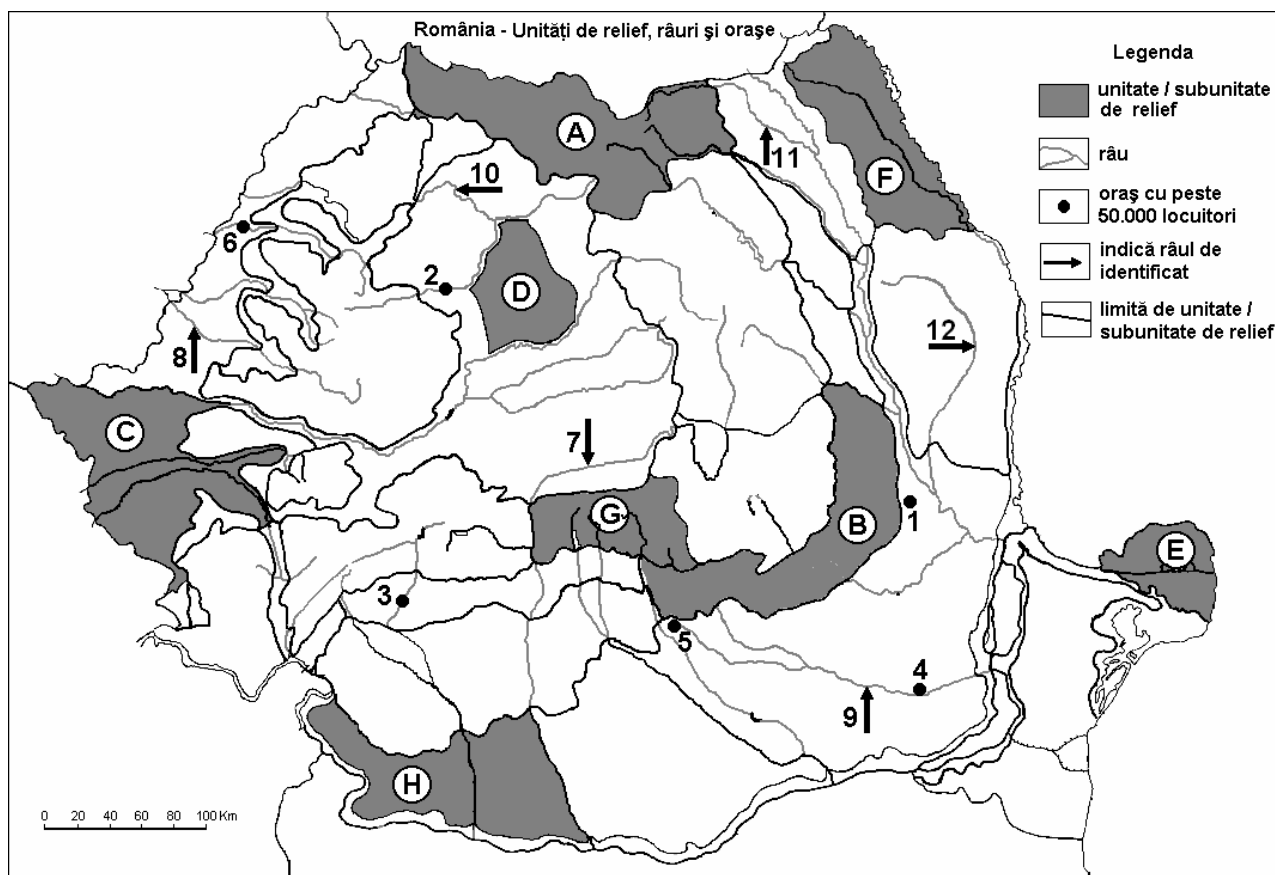 România - Unități de relief, râuri și orașe
Legenda
unitate / subunitate
de relief
râu
oraș cu peste
50.000 locuitori
indică râul de
identificat
limită de unitate /
subunitate de relief
A
11
F
10
6
2
D
8
12
C
7
B
1
G
E
3
5
4
9
H
0 20 40 60 80 100 Km